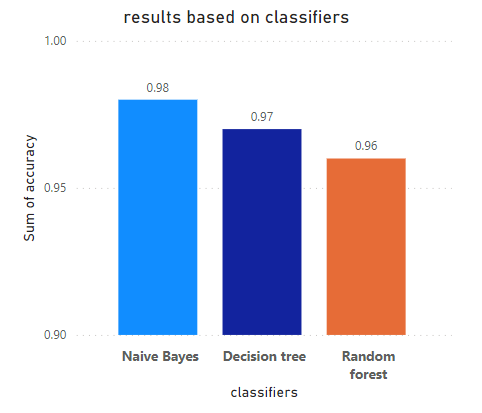 results based on classifiers
1.00
0.98
0.97
0.96
0.95
0.90
Sum of accuracy
Naive Bayes
Decision tree
Random
forest
classifiers